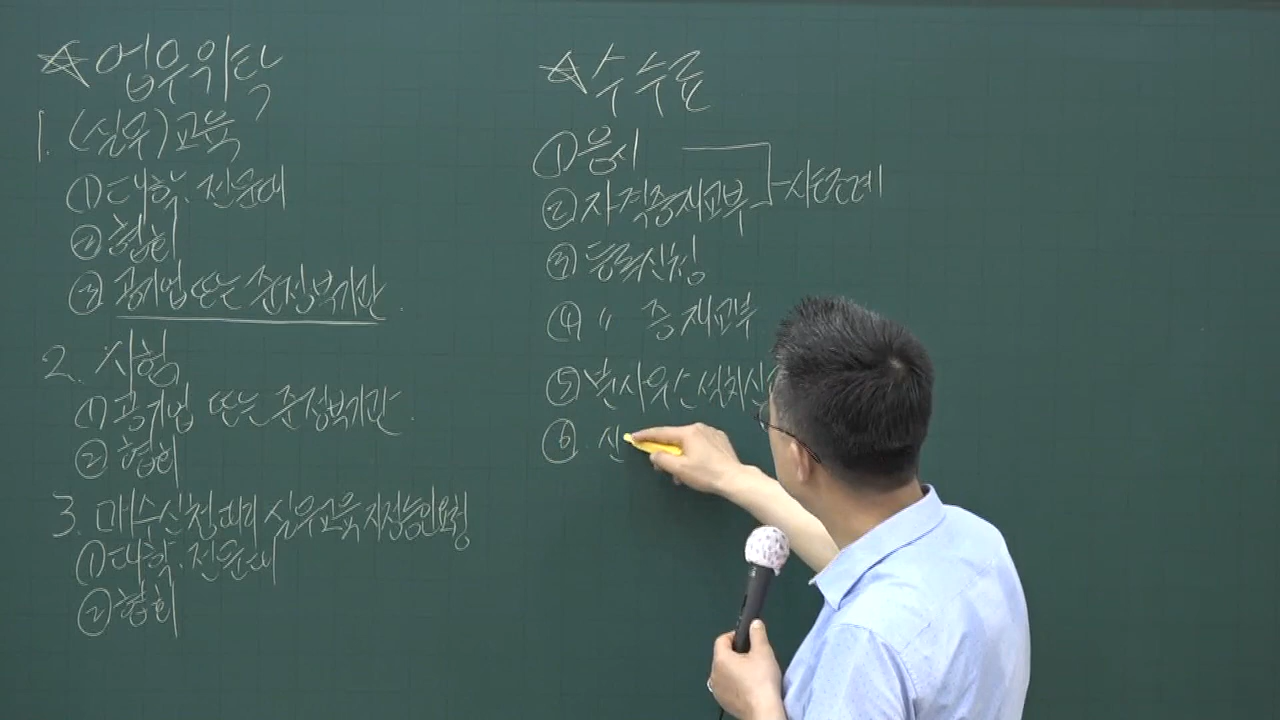 ☆ 업무위탁
1. (실무)교육
① 대학. 전문대
② 협회
③ 공기업 또는 준정부기관.
2. 시험
① 공기업 또는 준정부기관.
② 협회
3. 매수신청대리 실무교육 지정승인요청
① 대학. 전문대
② 협회
☆ 수수료
① 응시
② 자격증재교부
시도조례
③ 등록신청
④ 〃 증재교부
⑤ 분사무소 설치신
⑥ 신